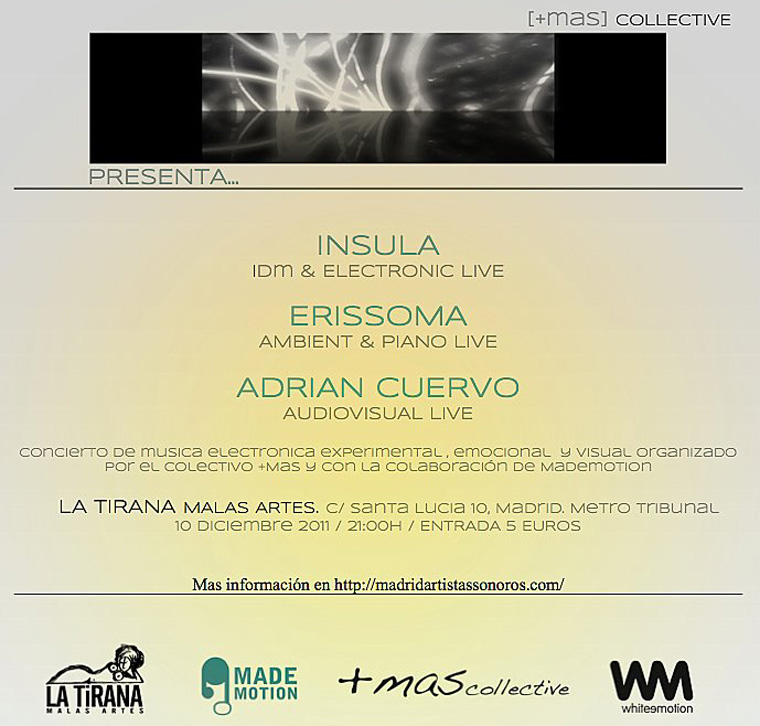 [+mas] COLLECTIVE
PRESENTA...
INSULA
IDM & ELECTRONIC LIVE
ERISSOMA
AMBIENT & PIANO LIVE
ADRIAN CUERVO
AUDIOVISUAL LIVE
CONCIERTO DE MUSICA ELECTRONICA EXPERIMENTAL , EMOCIONAL Y VISUAL ORGANIZADO
POR EL COLECTIVO +MAS Y CON LA COLABORACIÓN DE MADEMOTION
LA TIRANA MALAS ARTES. C/ SANTA LUCIA 10, MADRID. METRO TRIBUNAL
10 DICIEMBRE 2011 / 21:00H / ENTRADA 5 EUROS
Mas información en http://madridartistassonoros.com/
LA TIRANA
MALAS ARTES
MADE
MOTION
+mas collective
WM
whiteemotion